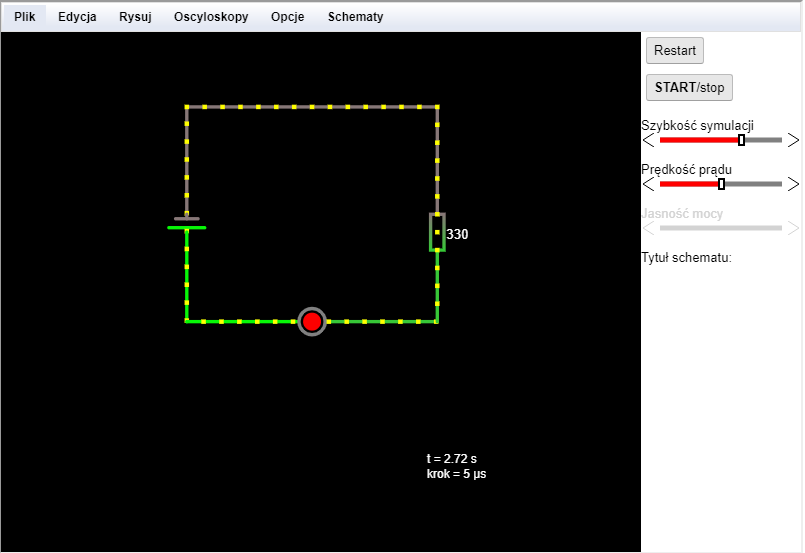 Plik Edycja Rysuj Oscyloskopy Opcje Schematy
Restart
START/stop
Szybkość symulacji
Prędkość prądu
Jasność mocy
Tytuł schematu:
330
t = 2.72 s
krok = 5 µs